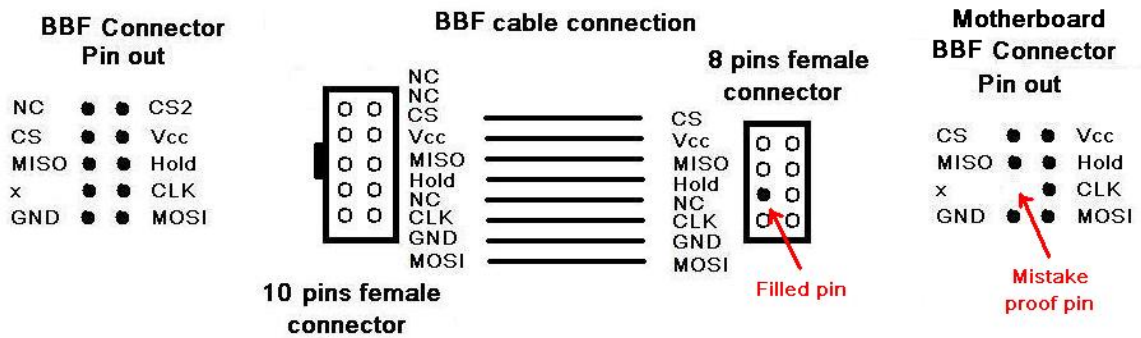 BBF Connector
Pin out
NC CS2
CS Vcc
MISO Hold
x CLK
GND MOSI
BBF cable connection
NC
NC
CS
Vcc
MISO
Hold
NC
CLK
GND
MOSI
10 pins female
connector
8 pins female
connector
CS
Vcc
MISO
Hold
NC
CLK
GND
MOSI
Filled pin
Motherboard
BBF Connector
Pin out
CS Vcc
MISO Hold
x CLK
GND MOSI
Mistake
proof pin